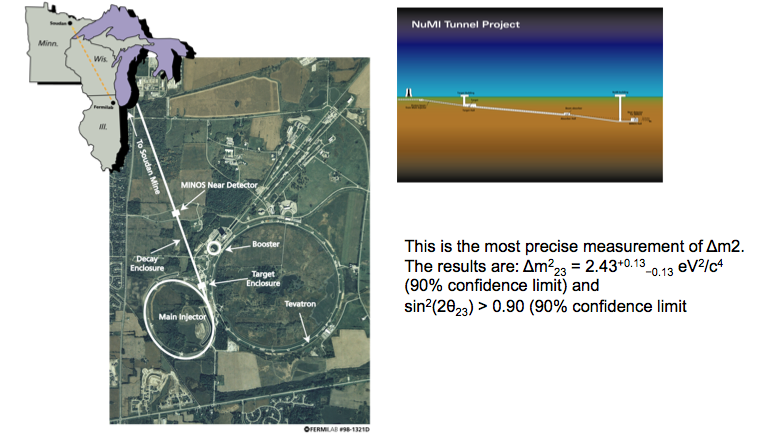 Soudan
Minn.
Wis.
Fermilab
Ill.
To Soudan Mine
MINOS Near Detector
Booster
Decay
Enclosure
Target
Enclosure
Tevatron
Main Injector
FERMILAB #98-1321D
NuMI Tunnel Project
This is the most precise measurement of Δm2.
The results are: Δm²₂₃ = 2.43⁺⁰·¹³₋₀.₁₃ eV²/c⁴
(90% confidence limit) and
sin²(2θ₂₃) > 0.90 (90% confidence limit